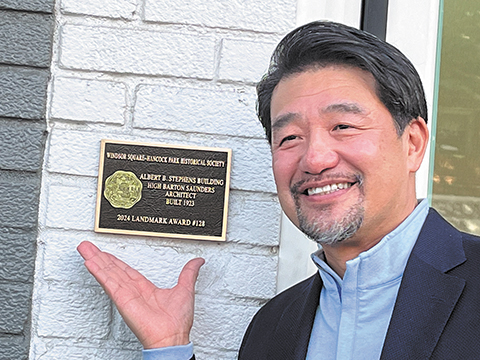 WINDSOR SQUARE-HANCOCK PARK HISTORICAL SOCIETY
ALBERT B. STEPHENS BUILDING
HIGH BARTON SAUNDERS
ARCHITECT
BUILT 1923
2024 LANDMARK AWARD #128